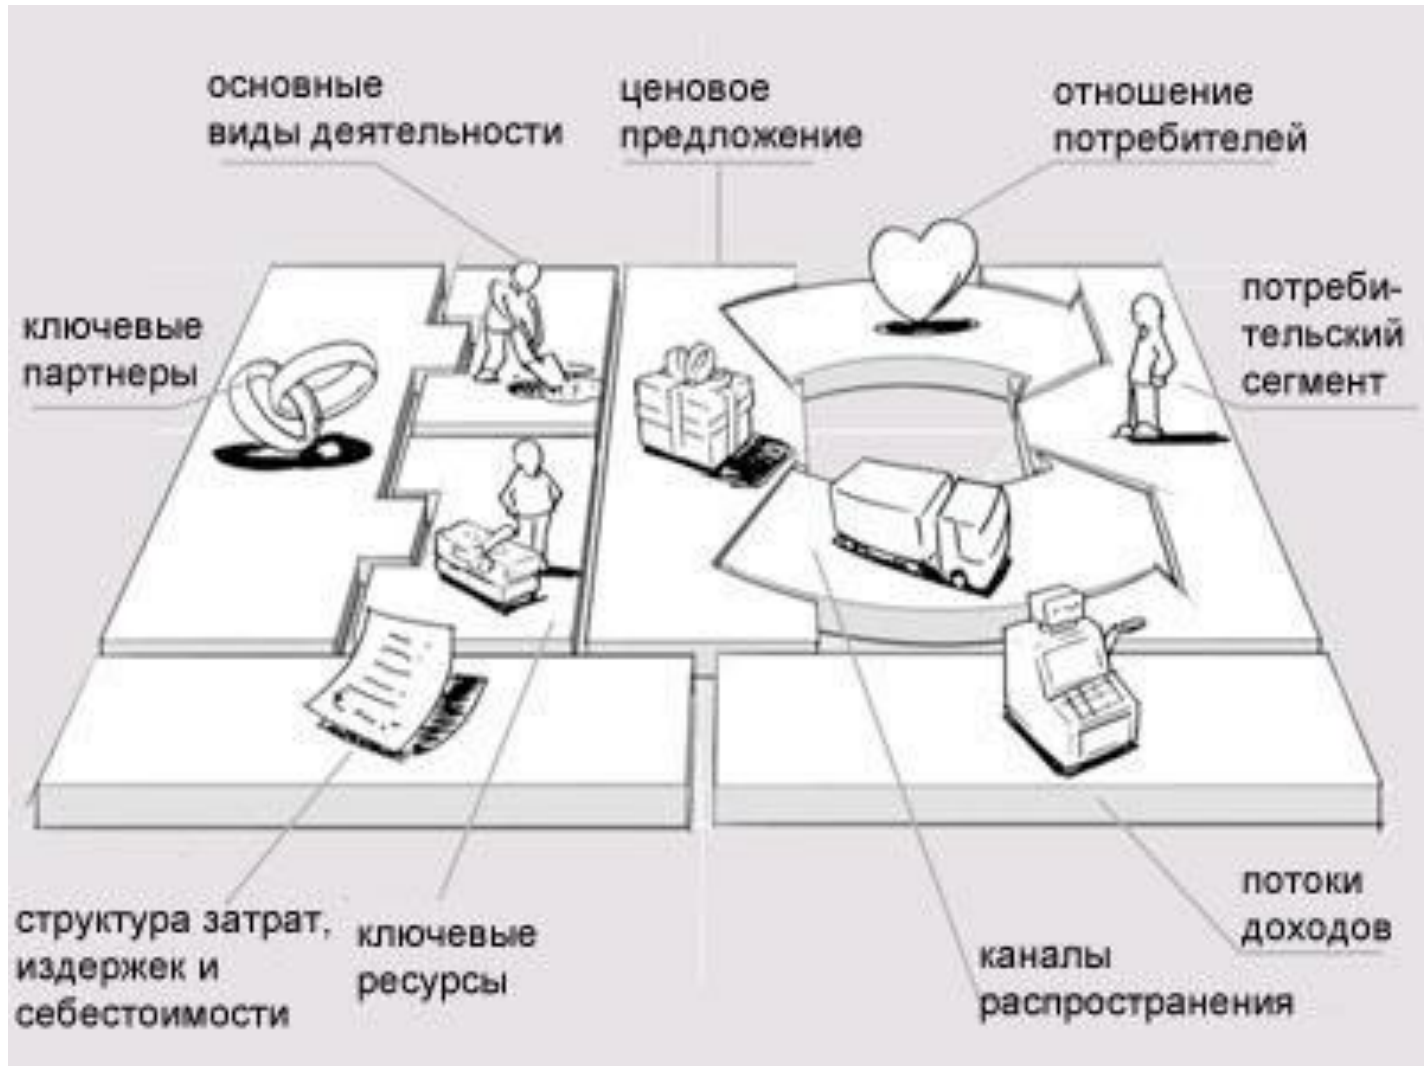 основные
виды деятельности
ценовое
предложение
отношение
потребителей
ключевые
партнеры
потреби-
тельский
сегмент
структура затрат,
издержек и
себестоимости
ключевые
ресурсы
каналы
распространения
потоки
доходов